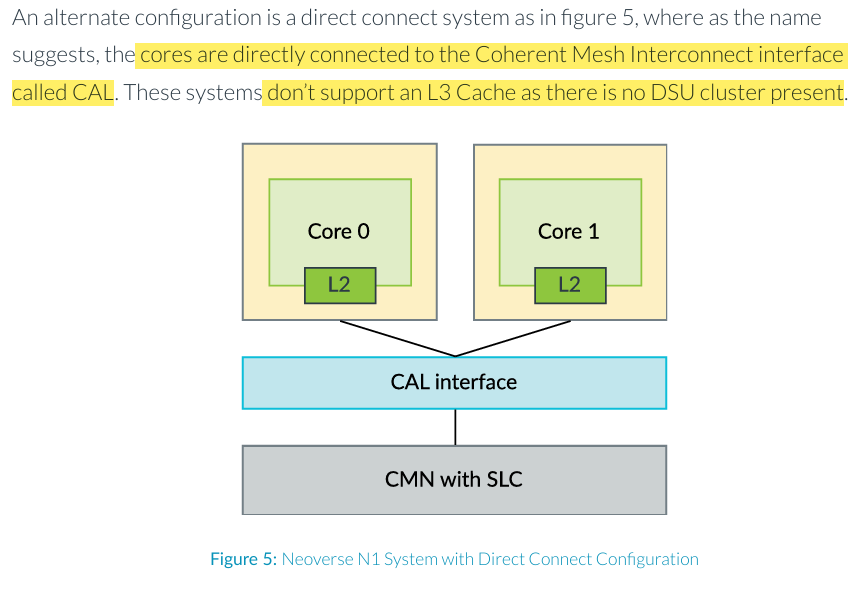 An alternate configuration is a direct connect system as in figure 5, where as the name
suggests, the cores are directly connected to the Coherent Mesh Interconnect interface
called CAL. These systems don’t support an L3 Cache as there is no DSU cluster present.
Core 0
Core 1
L2
L2
CAL interface
CMN with SLC
Figure 5: Neoverse N1 System with Direct Connect Configuration